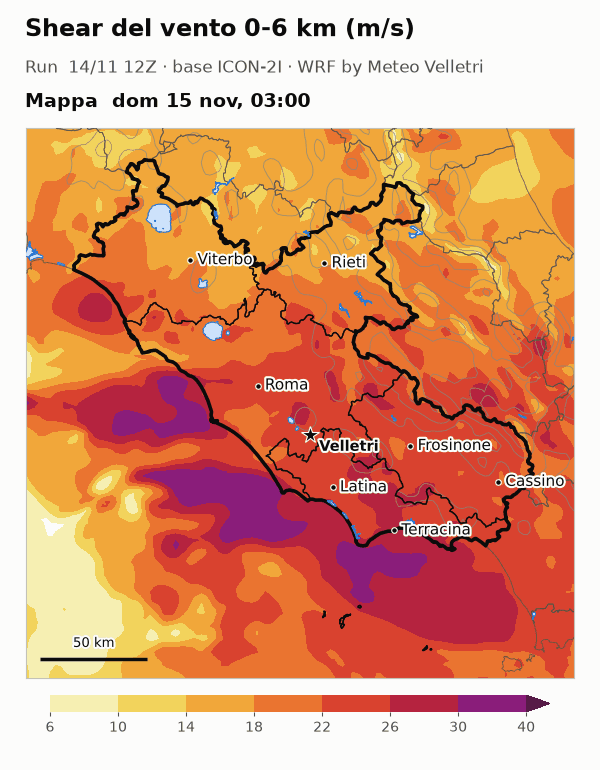 Shear del vento 0-6 km (m/s)
Run  14/11 12Z · base ICON-2I · WRF by Meteo Velletri
Mappa  dom 15 nov, 03:00
Viterbo
Rieti
Roma
Velletri
Frosinone
Cassino
Latina
Terracina
50 km
6 10 14 18 22 26 30 40